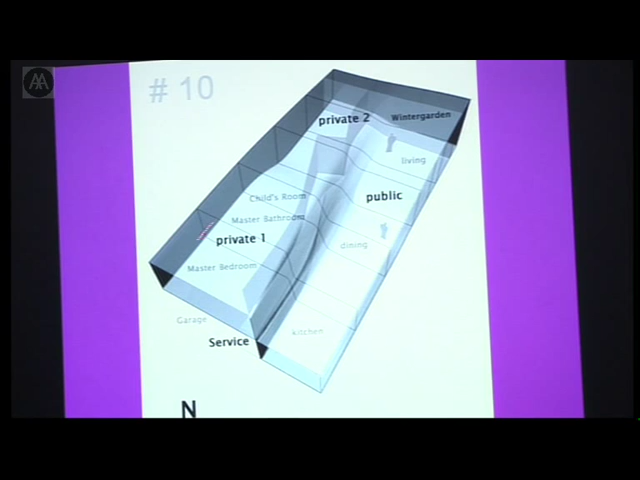 AA
# 10
private 2
Wintergarden
living
Child's Room
public
Master Bathroom
private 1
dining
Master Bedroom
Garage
kitchen
Service
N